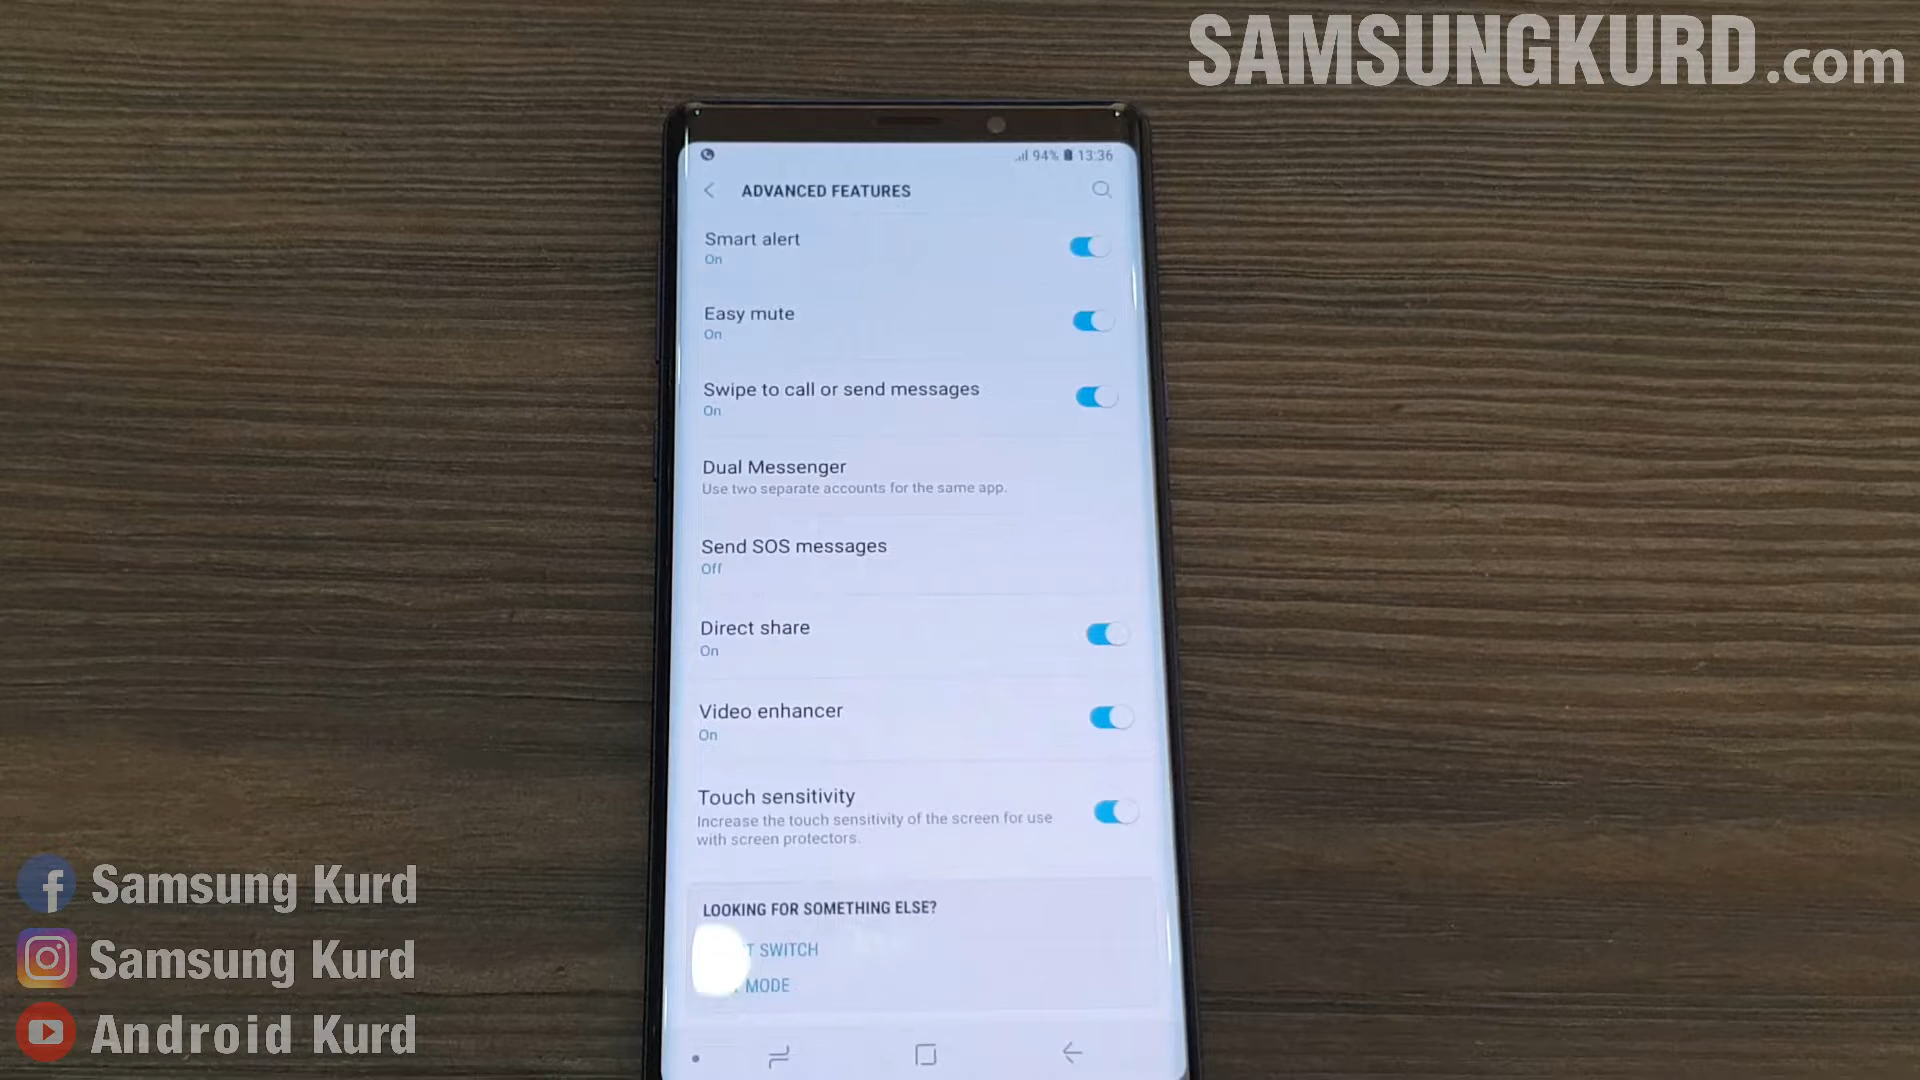 SAMSUNGKURD.com
94% 13:36
ADVANCED FEATURES
Smart alert
On
Easy mute
On
Swipe to call or send messages
On
Dual Messenger
Use two separate accounts for the same app.
Send SOS messages
Off
Direct share
On
Video enhancer
On
Touch sensitivity
Increase the touch sensitivity of the screen for use
with screen protectors.
LOOKING FOR SOMETHING ELSE?
SWITCH
MODE
Samsung Kurd
Samsung Kurd
Android Kurd